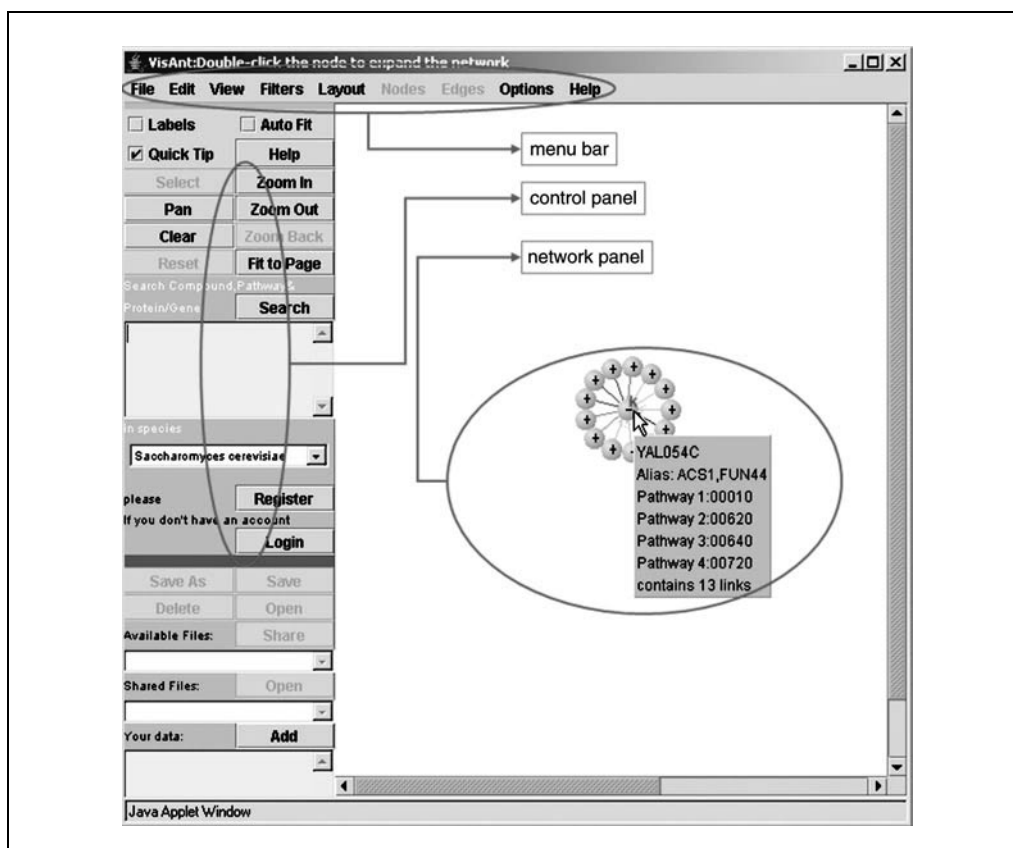 VisAnt:Double-click the node to expand the network
File Edit View Filters Layout Nodes Edges Options Help
Labels Auto Fit
Quick Tip Help
Select Zoom In
Pan Zoom Out
Clear Zoom Back
Reset Fit to Page
Search Compound,Pathway&
Protein/Gene Search
in species
Saccharomyces cerevisiae
please Register
If you don't have an account
Login
Save As Save
Delete Open
Available Files: Share
Shared Files: Open
Your data: Add
Java Applet Window
menu bar
control panel
network panel
K
YAL054C
Alias: ACS1,FUN44
Pathway 1:00010
Pathway 2:00620
Pathway 3:00640
Pathway 4:00720
contains 13 links